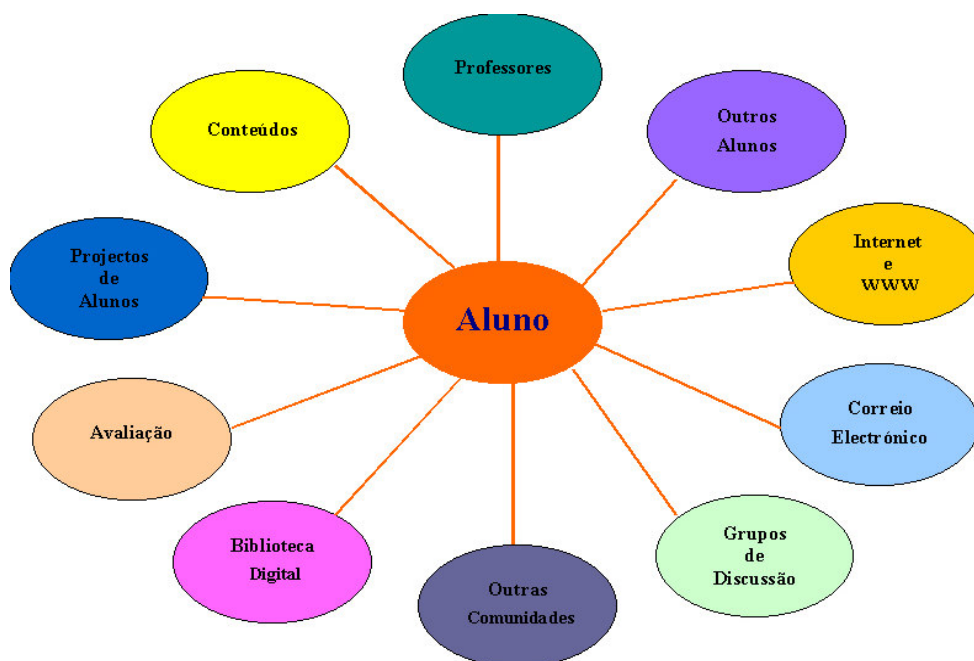 Professores
Conteúdos
Outros
Alunos
Projectos
de
Alunos
Internet
e
WWW
Aluno
Avaliação
Correio
Electrónico
Biblioteca
Digital
Grupos
de
Discussão
Outras
Comunidades